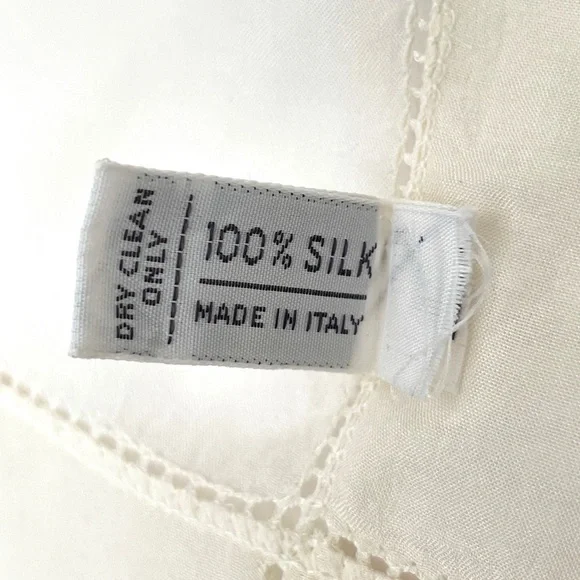 DRY CLEAN
ONLY
100% SILK
MADE IN ITALY